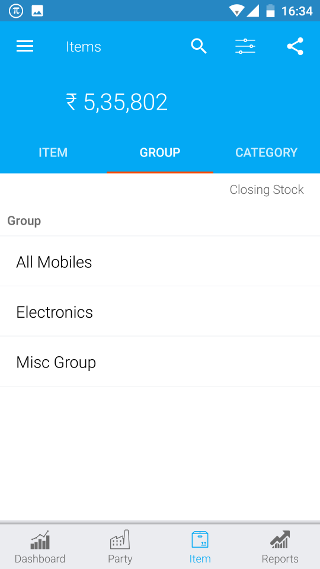 16:34
Items
₹ 5,35,802
ITEM GROUP CATEGORY
Closing Stock
Group
All Mobiles
Electronics
Misc Group
Dashboard Party Item Reports